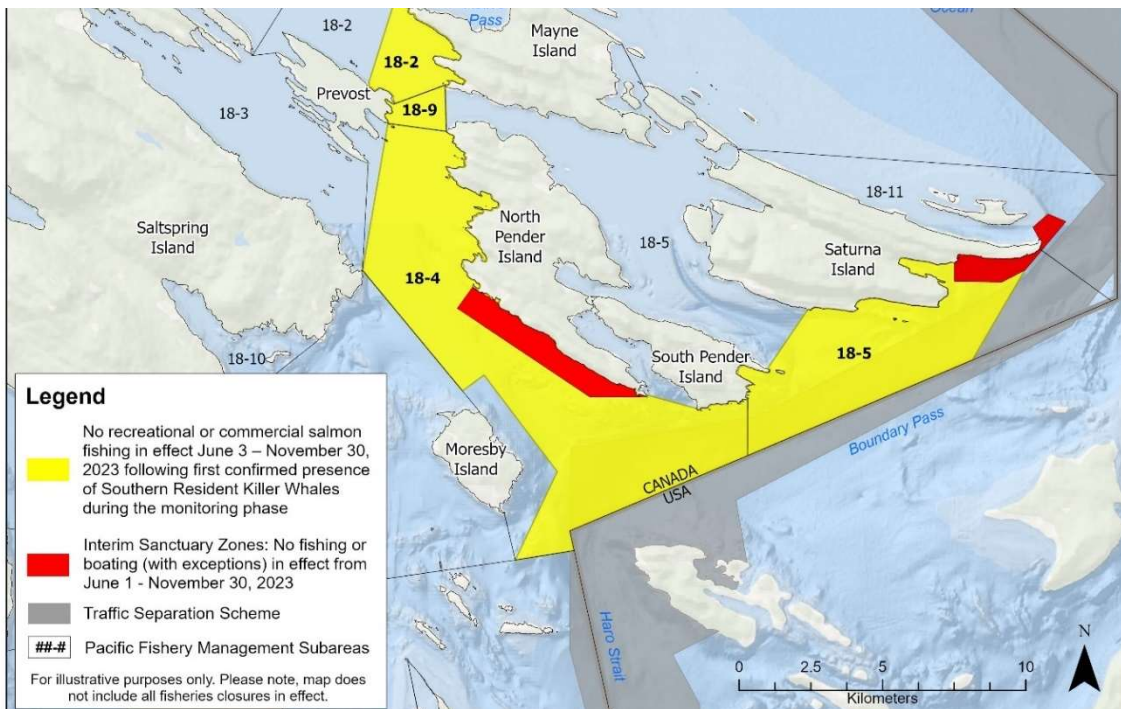 Pass
Ocean
18-2
Mayne
Island
18-2
Prevost
18-9
18-3
18-11
North
Pender
Island
Saltspring
Island
18-5
Saturna
Island
18-4
18-10
South Pender
Island
18-5
Boundary Pass
Moresby
Island
CANADA
USA
Haro Strait
Legend
No recreational or commercial salmon
fishing in effect June 3 – November 30,
2023 following first confirmed presence
of Southern Resident Killer Whales
during the monitoring phase
Interim Sanctuary Zones: No fishing or
boating (with exceptions) in effect from
June 1 - November 30, 2023
Traffic Separation Scheme
##-# Pacific Fishery Management Subareas
For illustrative purposes only. Please note, map does
not include all fisheries closures in effect.
N
0 2.5 5 10
Kilometers